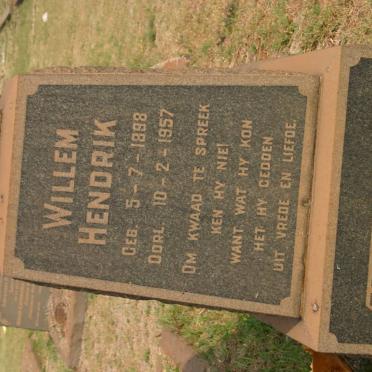 WILLEM
HENDRIK
GEB. 5-7-1898
OORL. 10-2-1957
OM KWAAD TE SPREEK
KEN HY NIE!
WANT WAT HY KON
HET HY GEDOEN
UIT VREDE EN LIEFDE.